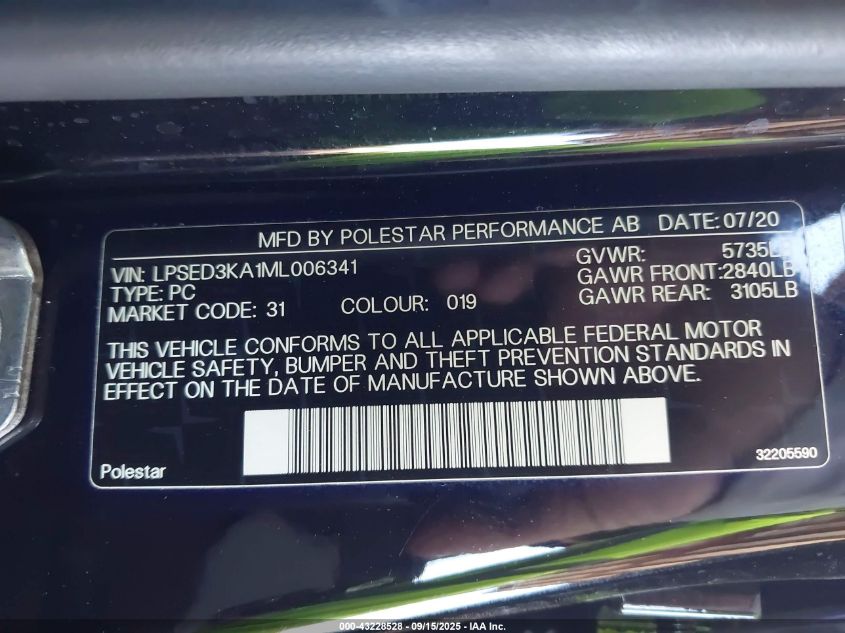 MFD BY POLESTAR PERFORMANCE AB DATE: 07/20
VIN: LPSED3KA1ML006341 GVWR: 5735LB
TYPE: PC GAWR FRONT:2840LB
MARKET CODE: 31 COLOUR: 019 GAWR REAR: 3105LB
THIS VEHICLE CONFORMS TO ALL APPLICABLE FEDERAL MOTOR
VEHICLE SAFETY, BUMPER AND THEFT PREVENTION STANDARDS IN
EFFECT ON THE DATE OF MANUFACTURE SHOWN ABOVE.
Polestar 32205590
000-43228528 - 09/15/2025 - IAA Inc.